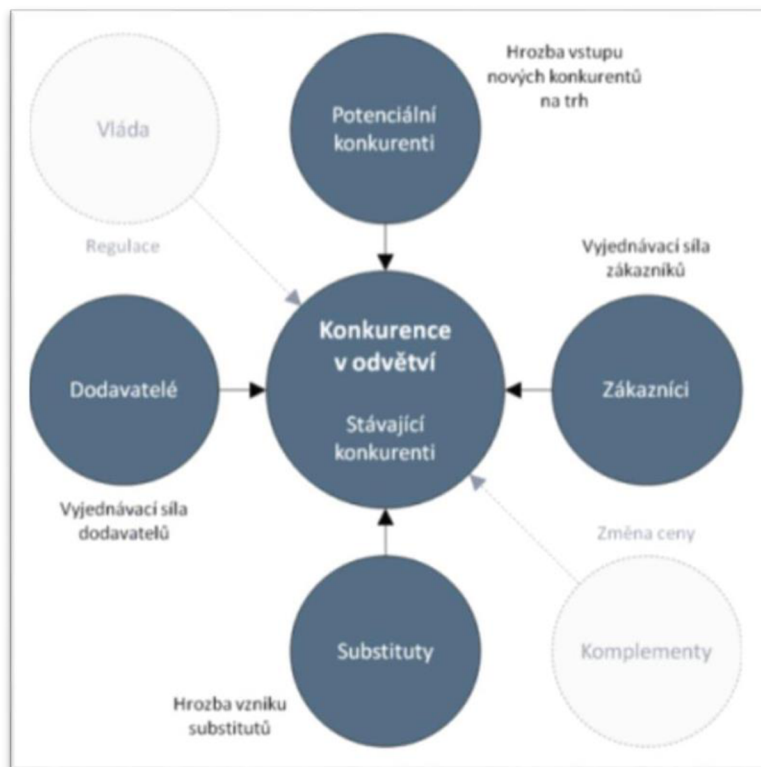 Hrozba vstupu
nových konkurentů
na trh
Potenciální
konkurenti
Vláda
Regulace
Vyjednávací síla
zákazníků
Konkurence
v odvětví
Stávající
konkurenti
Dodavatelé
Zákazníci
Vyjednávací síla
dodavatelů
Změna ceny
Substituty
Komplementy
Hrozba vzniku
substitutů